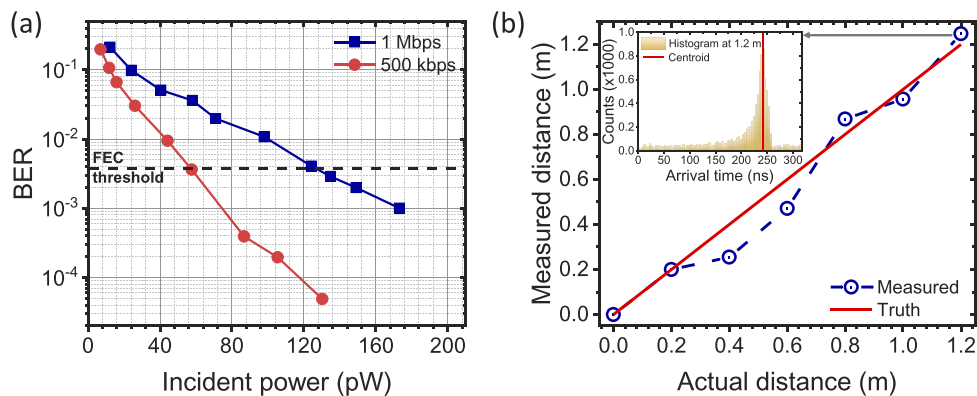 (a)
1 Mbps
500 kbps
10⁻¹
10⁻²
10⁻³
10⁻⁴
BER
FEC
threshold
0 40 80 120 160 200
Incident power (pW)
(b)
1.2
1.0
0.8
0.6
0.4
0.2
0.0
Measured distance (m)
1.0
0.8
0.6
0.4
0.2
0.0
Counts (x1000)
Histogram at 1.2 m
Centroid
0 50 100 150 200 250 300
Arrival time (ns)
Measured
Truth
0.0 0.2 0.4 0.6 0.8 1.0 1.2
Actual distance (m)